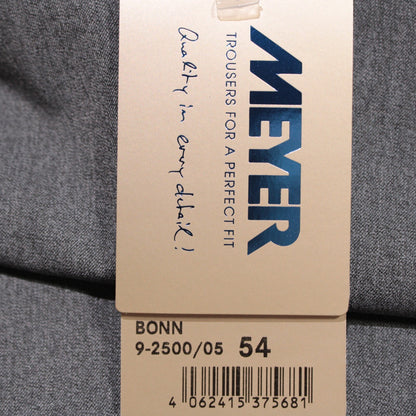 MEYER
TROUSERS FOR A PERFECT FIT
Quality in every detail!
BONN
9-2500/05 54
4 062415 375681